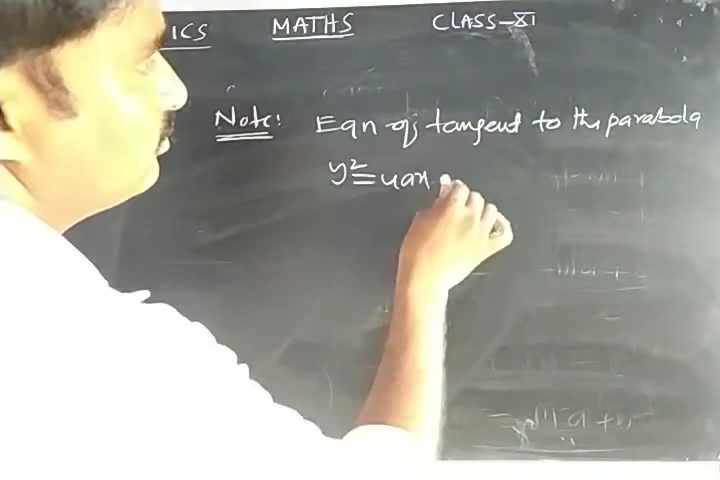 ICS MATHS CLASS-XI
Note: Eqn of tangent to the parabola
y²=4ax